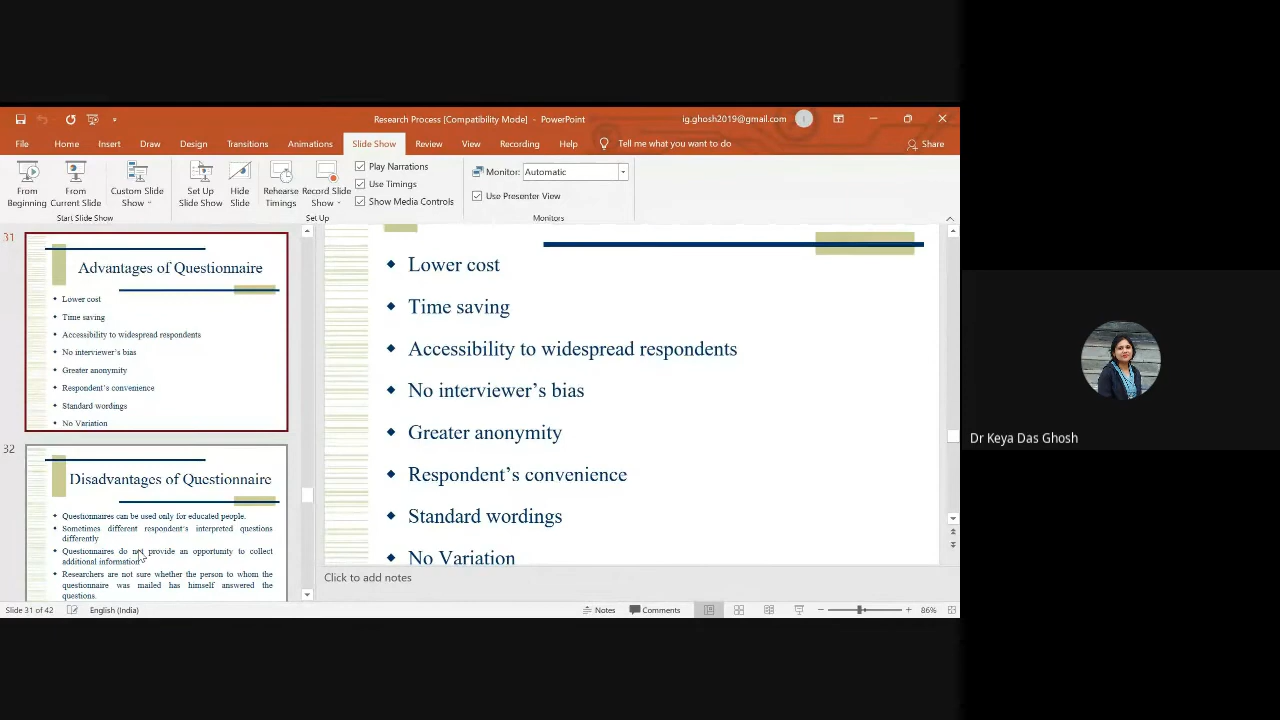 Research Process [Compatibility Mode] - PowerPoint
ig.ghosh2019@gmail.com
File Home Insert Draw Design Transitions Animations Slide Show Review View Recording Help Tell me what you want to do Share
From Beginning
From Current Slide
Custom Slide Show
Set Up Slide Show
Hide Slide
Rehearse Timings
Record Slide Show
Play Narrations
Use Timings
Show Media Controls
Monitor: Automatic
Use Presenter View
Start Slide Show
Set Up
Monitors
31
Advantages of Questionnaire
Lower cost
Time saving
Accessibility to widespread respondents
No interviewer's bias
Greater anonymity
Respondent's convenience
Standard wordings
No Variation
32
Disadvantages of Questionnaire
Questionnaires can be used only for educated people.
Sometimes different respondent's interpreted questions
differently.
Questionnaires do not provide an opportunity to collect
additional information's
Researchers are not sure whether the person to whom the
questionnaire was mailed has himself answered the
questions.
Lower cost
Time saving
Accessibility to widespread respondents
No interviewer's bias
Greater anonymity
Respondent's convenience
Standard wordings
No Variation
Click to add notes
Slide 31 of 42 English (India) Notes Comments 86%
Dr Keya Das Ghosh